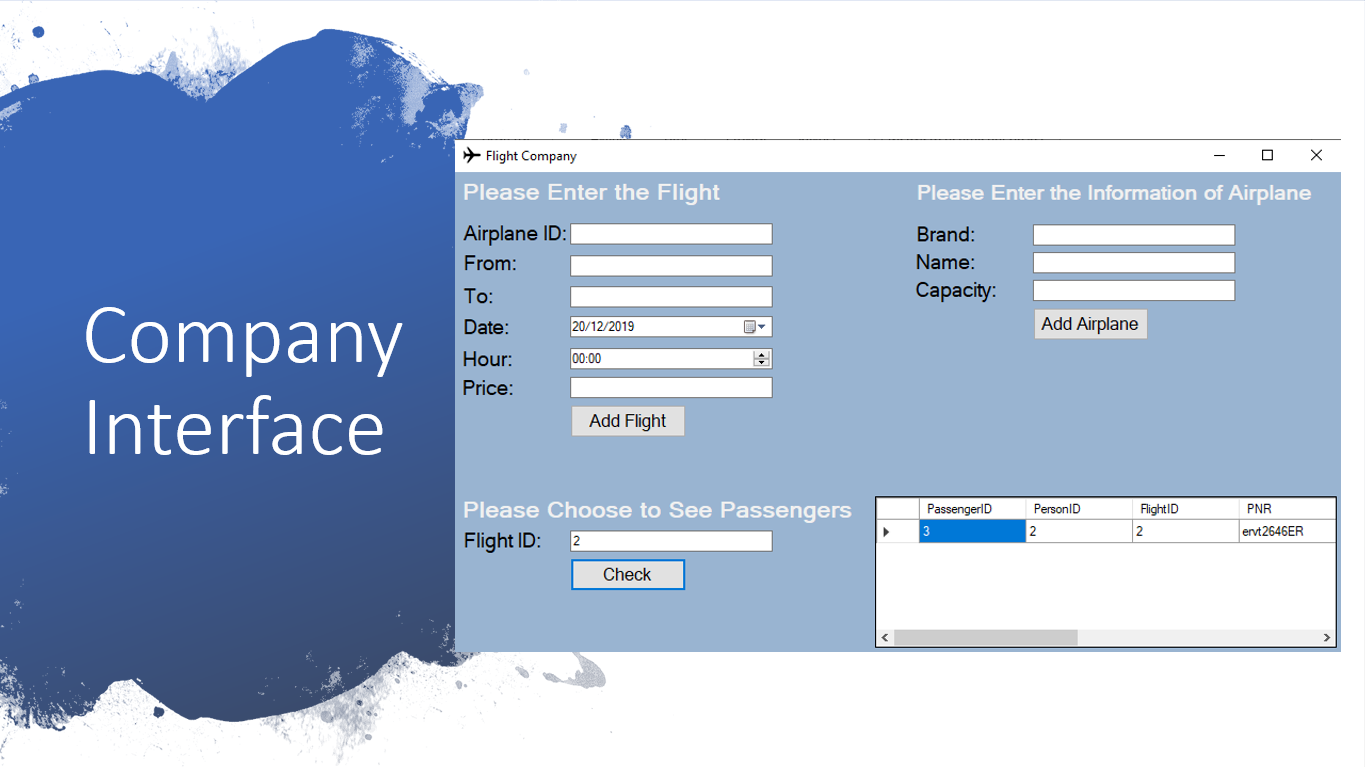 Company
Interface
Flight Company
Please Enter the Flight
Airplane ID:
From:
To:
Date: 20/12/2019
Hour: 00:00
Price:
Add Flight
Please Enter the Information of Airplane
Brand:
Name:
Capacity:
Add Airplane
Please Choose to See Passengers
Flight ID: 2
Check
PassengerID PersonID FlightID PNR
3 2 2 ervt2646ER